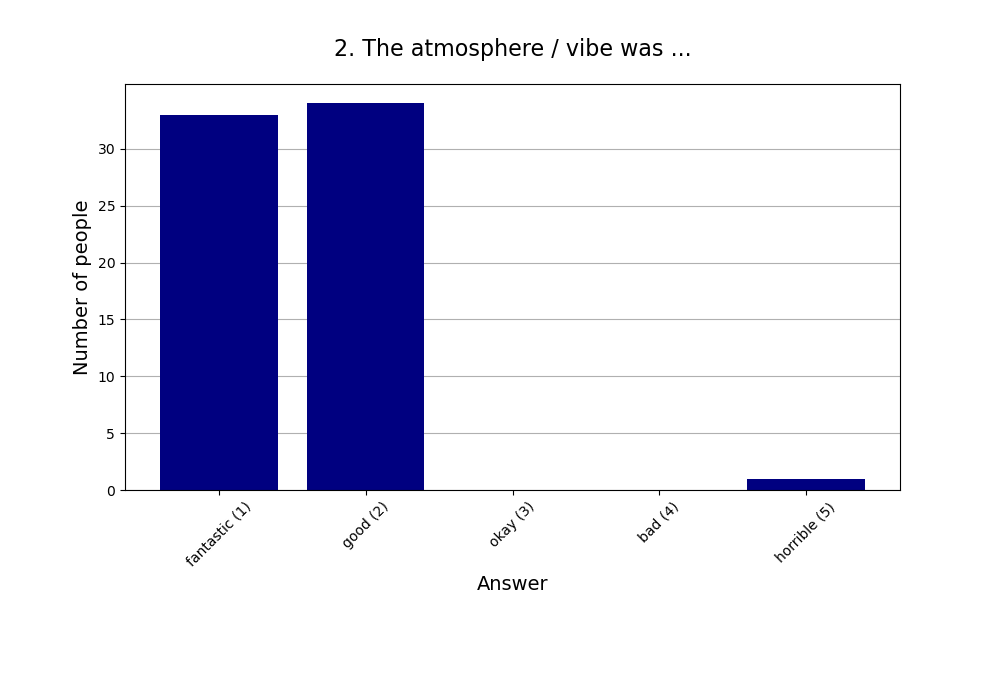 2. The atmosphere / vibe was ...
Number of people
30
25
20
15
10
5
0
fantastic (1)
good (2)
okay (3)
bad (4)
horrible (5)
Answer